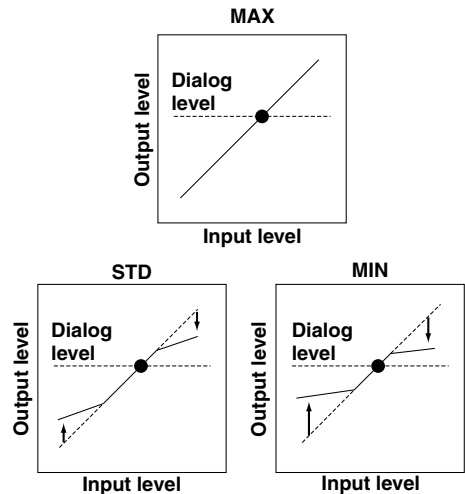 MAX
Output level
Dialog
level
Input level
STD
Output level
Dialog
level
Input level
MIN
Output level
Dialog
level
Input level